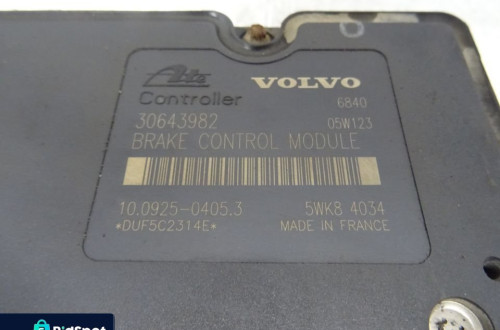 Ate VOLVO
Controller 6840
30643982 05W123
BRAKE CONTROL MODULE
10.0925-0405.3 5WK8 4034
*DUF5C2314E* MADE IN FRANCE
BidSpot